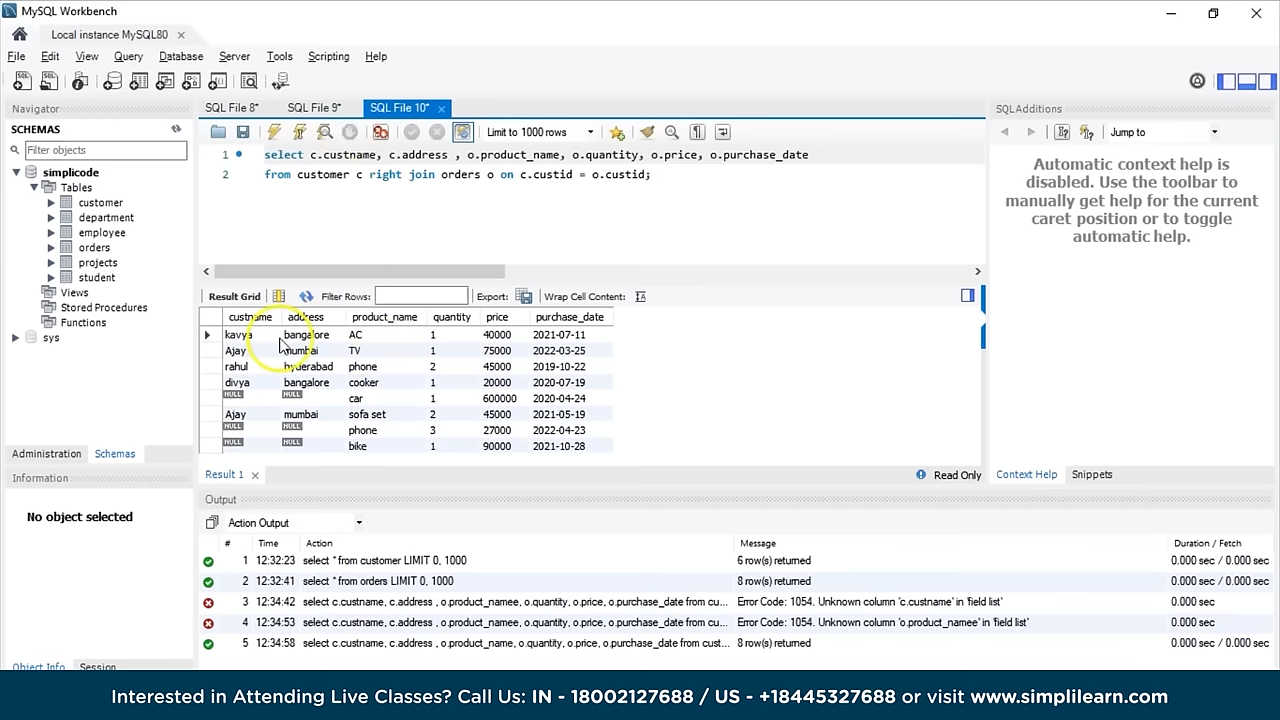 MySQL Workbench
Local instance MySQL80
File Edit View Query Database Server Tools Scripting Help
Navigator
SCHEMAS
Filter objects
simplicode
Tables
customer
department
employee
orders
projects
student
Views
Stored Procedures
Functions
sys
Administration Schemas
Information
No object selected
Object Info Session
SQL File 8* SQL File 9* SQL File 10*
Limit to 1000 rows
1 select c.custname, c.address , o.product_name, o.quantity, o.price, o.purchase_date
2 from customer c right join orders o on c.custid = o.custid;
Result Grid Filter Rows: Export: Wrap Cell Content:
custname address product_name quantity price purchase_date
kavya bangalore AC 1 40000 2021-07-11
Ajay mumbai TV 1 75000 2022-03-25
rahul hyderabad phone 2 45000 2019-10-22
divya bangalore cooker 1 20000 2020-07-19
NULL NULL car 1 600000 2020-04-24
Ajay mumbai sofa set 2 45000 2021-05-19
NULL NULL phone 3 27000 2022-04-23
NULL NULL bike 1 90000 2021-10-28
Result 1
Read Only
SQLAdditions
Jump to
Automatic context help is
disabled. Use the toolbar to
manually get help for the current
caret position or to toggle
automatic help.
Context Help Snippets
Output
Action Output
# Time Action Message Duration / Fetch
1 12:32:23 select * from customer LIMIT 0, 1000 6 row(s) returned 0.000 sec / 0.000 sec
2 12:32:41 select * from orders LIMIT 0, 1000 8 row(s) returned 0.000 sec / 0.000 sec
3 12:34:42 select c.custname, c.address , o.product_namee, o.quantity, o.price, o.purchase_date from cu... Error Code: 1054. Unknown column 'c.custname' in 'field list' 0.000 sec
4 12:34:53 select c.custname, c.address , o.product_namee, o.quantity, o.price, o.purchase_date from cu... Error Code: 1054. Unknown column 'o.product_namee' in 'field list' 0.000 sec
5 12:34:58 select c.custname, c.address , o.product_name, o.quantity, o.price, o.purchase_date from cust... 8 row(s) returned 0.000 sec / 0.000 sec
Interested in Attending Live Classes? Call Us: IN - 18002127688 / US - +18445327688 or visit www.simplilearn.com